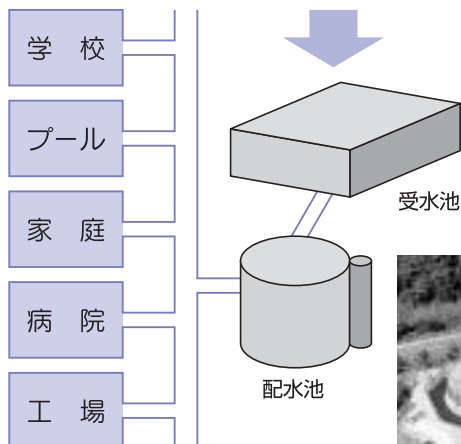 学 校
プール
家 庭
病 院
工 場
受水池
配水池